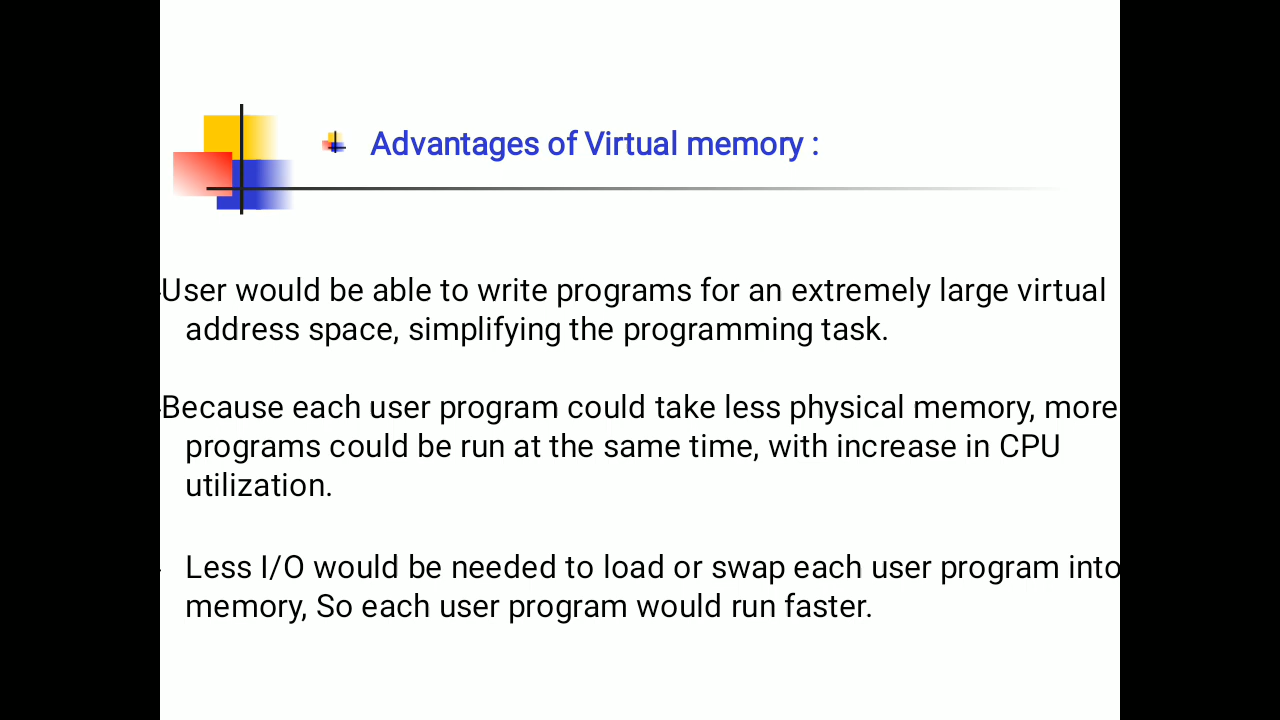 Advantages of Virtual memory :
User would be able to write programs for an extremely large virtual
address space, simplifying the programming task.
Because each user program could take less physical memory, more
programs could be run at the same time, with increase in CPU
utilization.
Less I/O would be needed to load or swap each user program into
memory, So each user program would run faster.